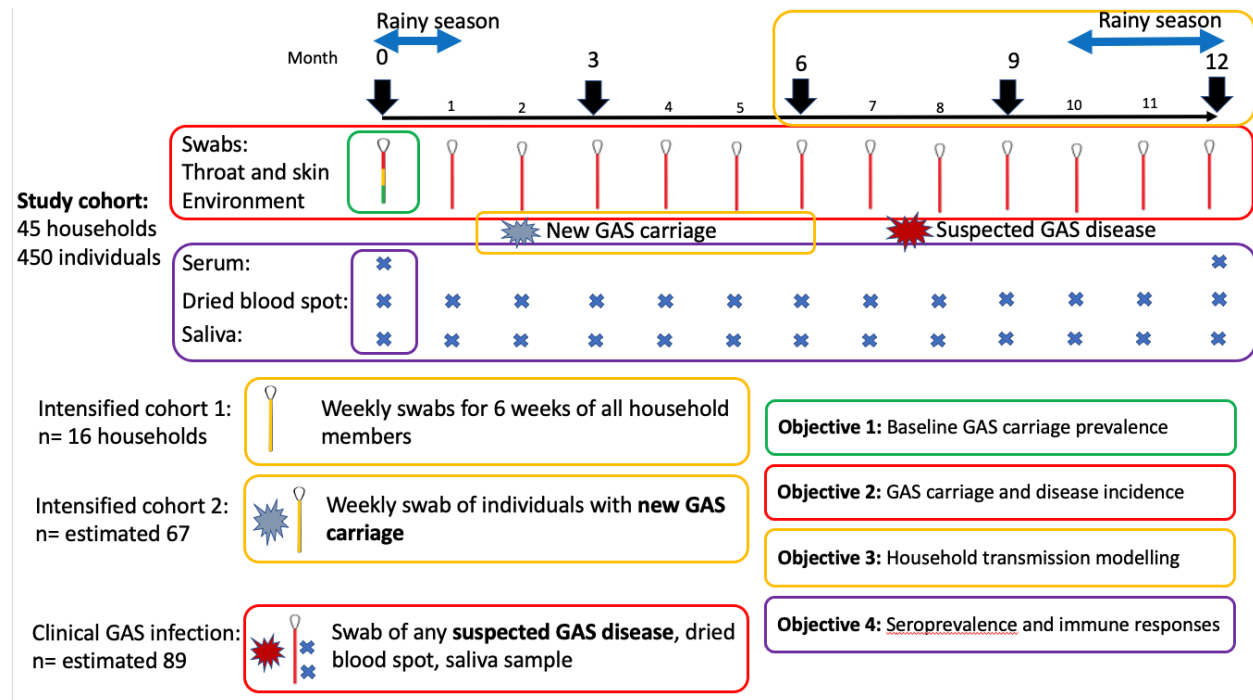 Rainy season
Rainy season
Month
0
3
6
9
12
1
2
4
5
7
8
10
11
Swabs:
Throat and skin
Environment
Study cohort:
45 households
450 individuals
New GAS carriage
Suspected GAS disease
Serum:
Dried blood spot:
Saliva:
Intensified cohort 1:
n= 16 households
Weekly swabs for 6 weeks of all household
members
Intensified cohort 2:
n= estimated 67
Weekly swab of individuals with new GAS
carriage
Clinical GAS infection:
n= estimated 89
Swab of any suspected GAS disease, dried
blood spot, saliva sample
Objective 1: Baseline GAS carriage prevalence
Objective 2: GAS carriage and disease incidence
Objective 3: Household transmission modelling
Objective 4: Seroprevalence and immune responses